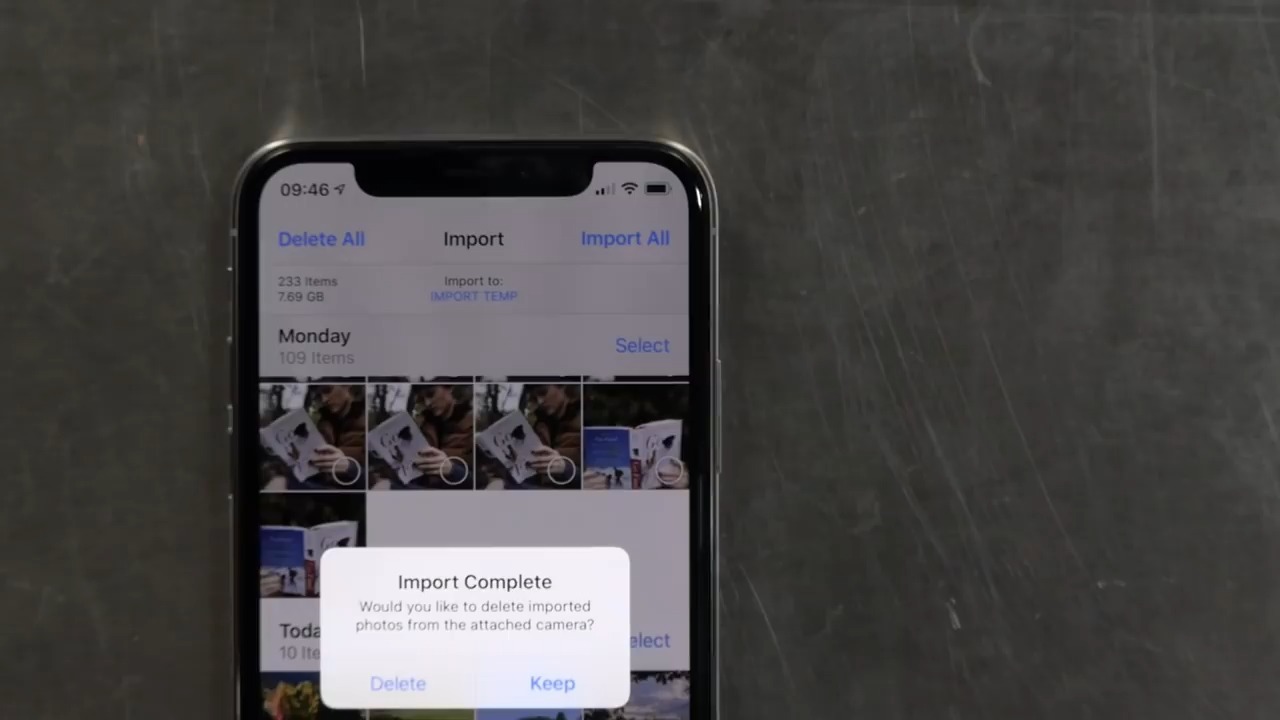 09:46
Delete All Import Import All
233 Items
7.69 GB
Import to:
IMPORT TEMP
Monday
109 Items
Select
Import Complete
Would you like to delete imported
photos from the attached camera?
Toda
10 Ite
elect
Delete Keep